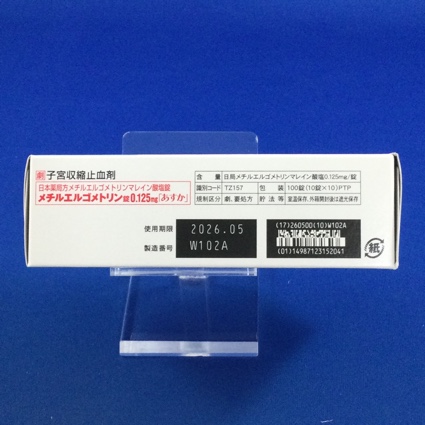 劇 子宮収縮止血剤
日本薬局方メチルエルゴメトリンマレイン酸塩錠
メチルエルゴメトリン錠0.125mg「あすか」
含量 日局メチルエルゴメトリンマレイン酸塩0.125mg/錠
識別コード TZ157 包装 100錠(10錠×10)PTP
規制区分 劇、要処方 貯法等 室温保存、外箱開封後は遮光保存
使用期限 2026.05
製造番号 W102A
(17)260500(10)W102A
(01)14987123152041
紙